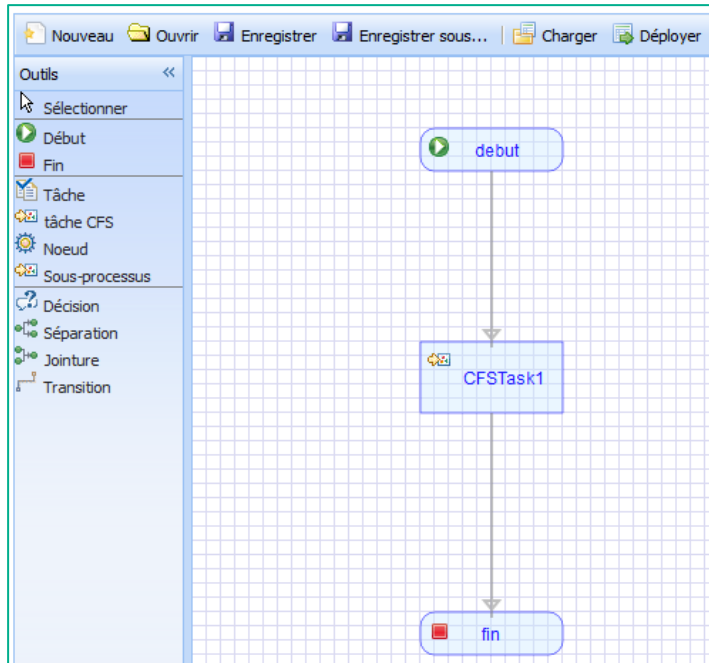 Nouveau Ouvrir Enregistrer Enregistrer sous... Charger Déployer
Outils
Sélectionner
Début
Fin
Tâche
tâche CFS
Noeud
Sous-processus
Décision
Séparation
Jointure
Transition
debut
CFSTask1
fin